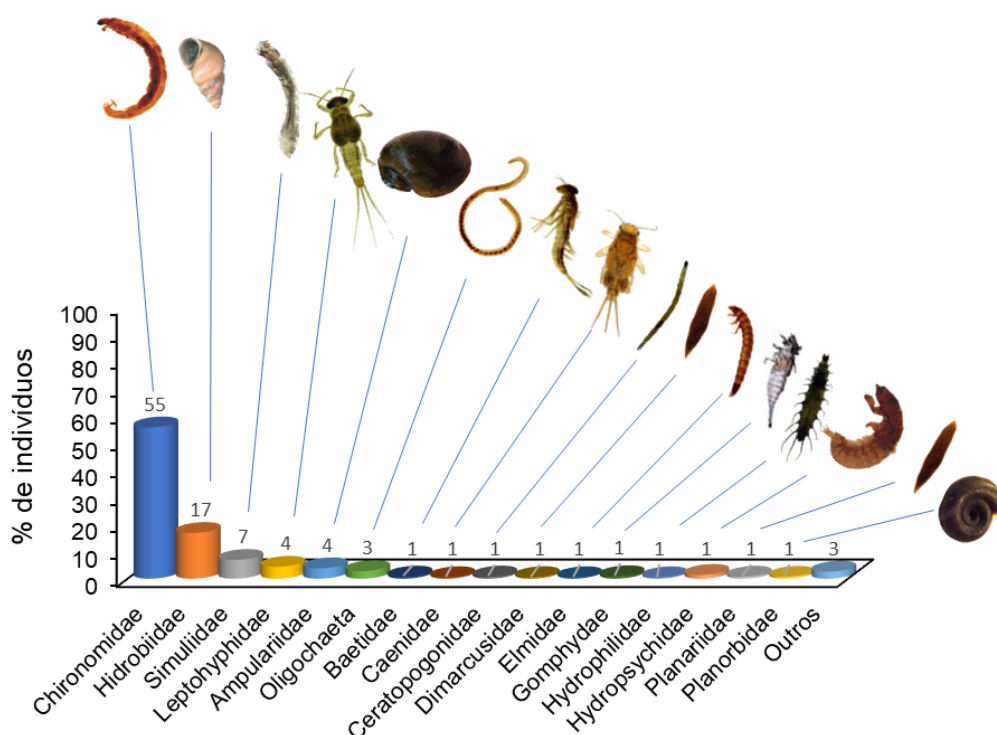 % de indivíduos
100
90
80
70
60
50
40
30
20
10
0
55
17
7
4
4
3
1
1
1
1
1
1
1
1
1
1
3
Chironomidae
Hidrobiidae
Simuliidae
Leptohyphidae
Ampulariidae
Oligochaeta
Baetidae
Caenidae
Ceratopogonidae
Dimarcusidae
Elmidae
Gomphydae
Hydrophilidae
Hydropsychidae
Planariidae
Planorbidae
Outros